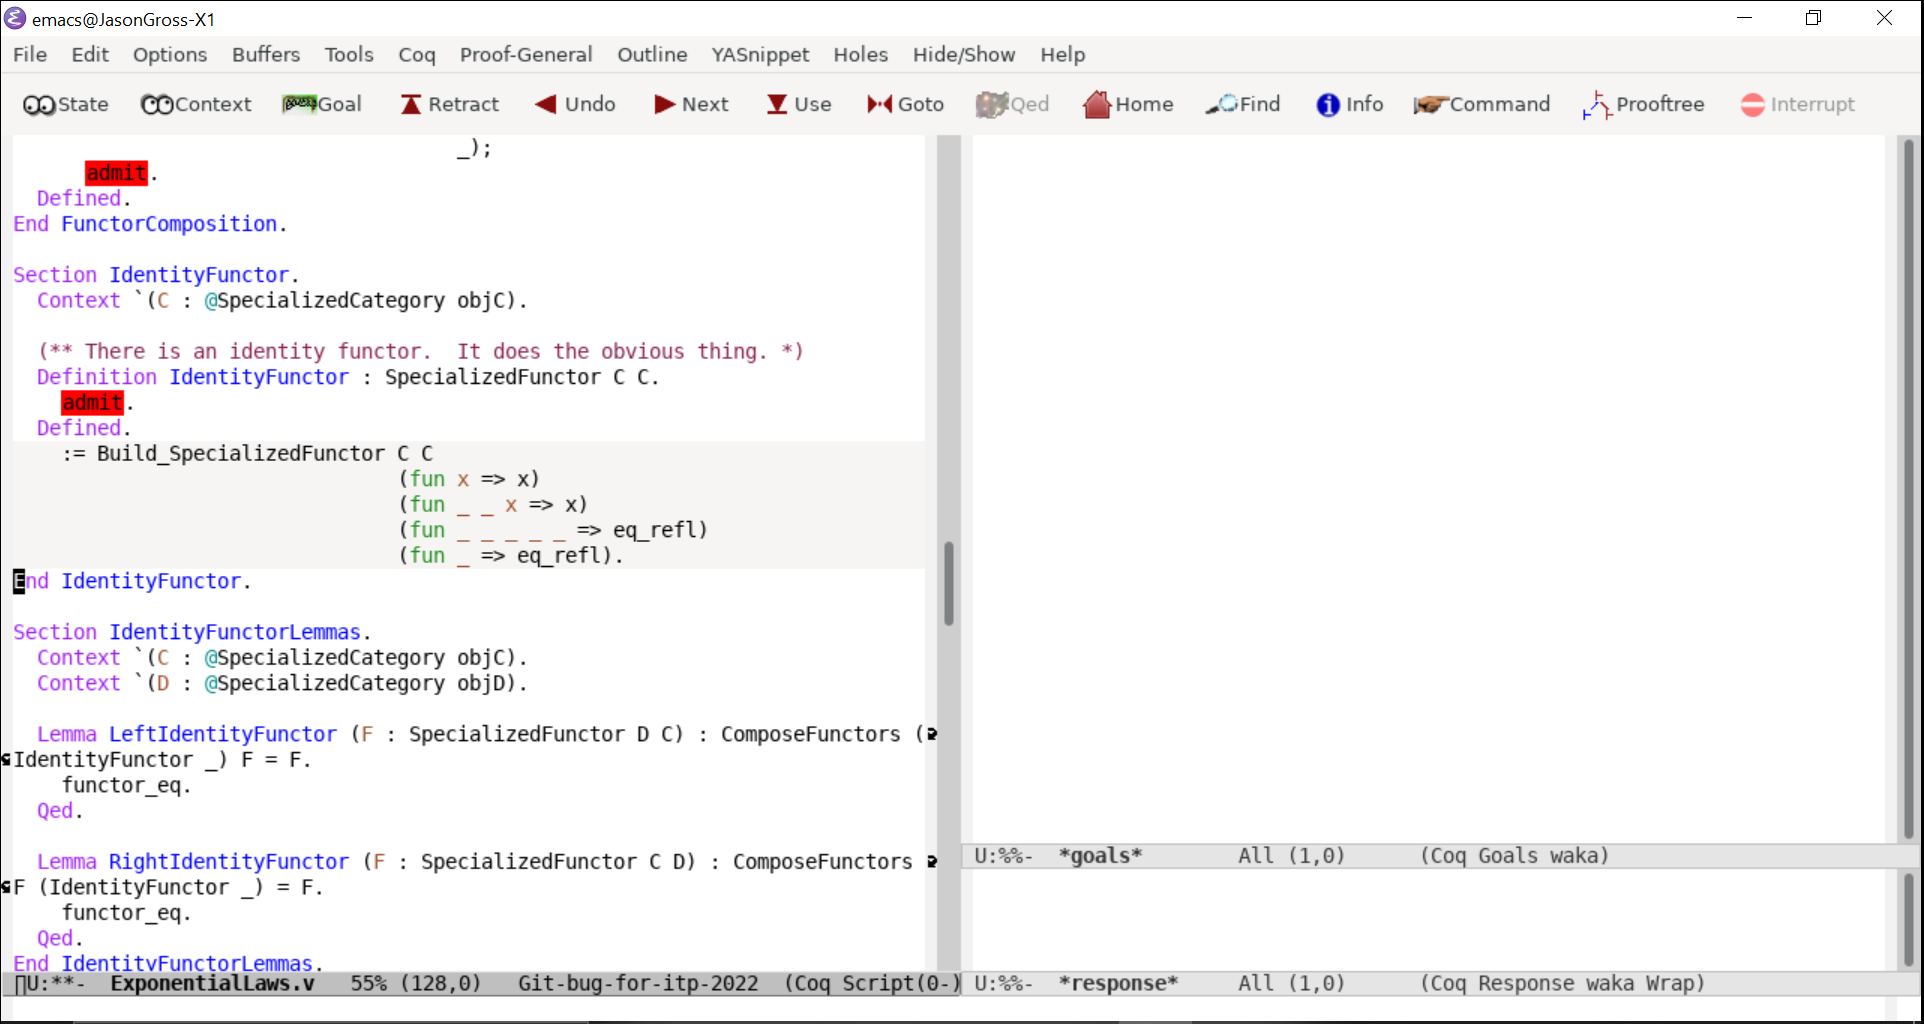 emacs@JasonGross-X1
File Edit Options Buffers Tools Coq Proof-General Outline YASnippet Holes Hide/Show Help
State Context Goal Retract Undo Next Use Goto Qed Home Find Info Command Prooftree Interrupt
                                     _);
      admit.
  Defined.
End FunctorComposition.

Section IdentityFunctor.
  Context `(C : @SpecializedCategory objC).

  (** There is an identity functor.  It does the obvious thing. *)
  Definition IdentityFunctor : SpecializedFunctor C C.
    admit.
  Defined.
    := Build_SpecializedFunctor C C
                                (fun x => x)
                                (fun _ _ x => x)
                                (fun _ _ _ _ _ => eq_refl)
                                (fun _ => eq_refl).
End IdentityFunctor.

Section IdentityFunctorLemmas.
  Context `(C : @SpecializedCategory objC).
  Context `(D : @SpecializedCategory objD).

  Lemma LeftIdentityFunctor (F : SpecializedFunctor D C) : ComposeFunctors (
IdentityFunctor _) F = F.
    functor_eq.
  Qed.

  Lemma RightIdentityFunctor (F : SpecializedFunctor C D) : ComposeFunctors
F (IdentityFunctor _) = F.
    functor_eq.
  Qed.
End IdentityFunctorLemmas.
U:**-  ExponentialLaws.v   55% (128,0)   Git-bug-for-itp-2022  (Coq Script(0-)
U:%%-  *goals*        All (1,0)      (Coq Goals waka)
U:%%-  *response*     All (1,0)      (Coq Response waka Wrap)